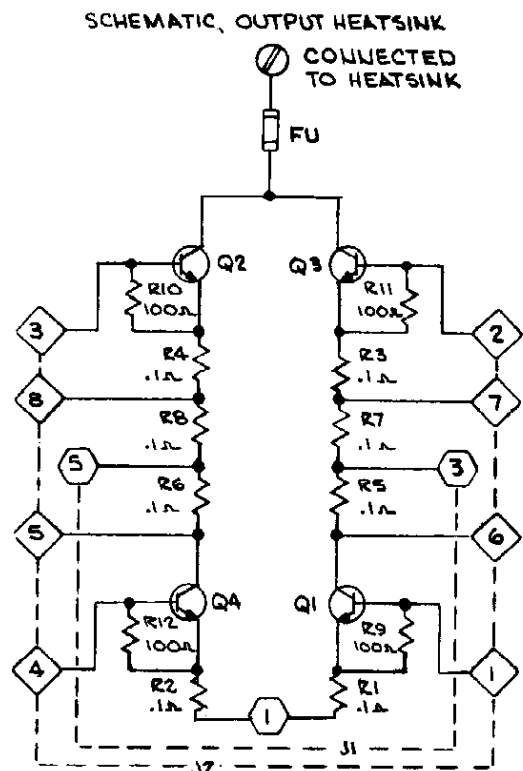 SCHEMATIC, OUTPUT HEATSINK
CONNECTED
TO HEATSINK
FU
Q2
Q3
R10
100Ω
R11
100Ω
3
2
R4
.1Ω
R3
.1Ω
8
7
R8
.1Ω
R7
.1Ω
5
3
R6
.1Ω
R5
.1Ω
5
6
Q4
Q1
R12
100Ω
R9
100Ω
4
1
R2
.1Ω
1
R1
.1Ω
J1
J2